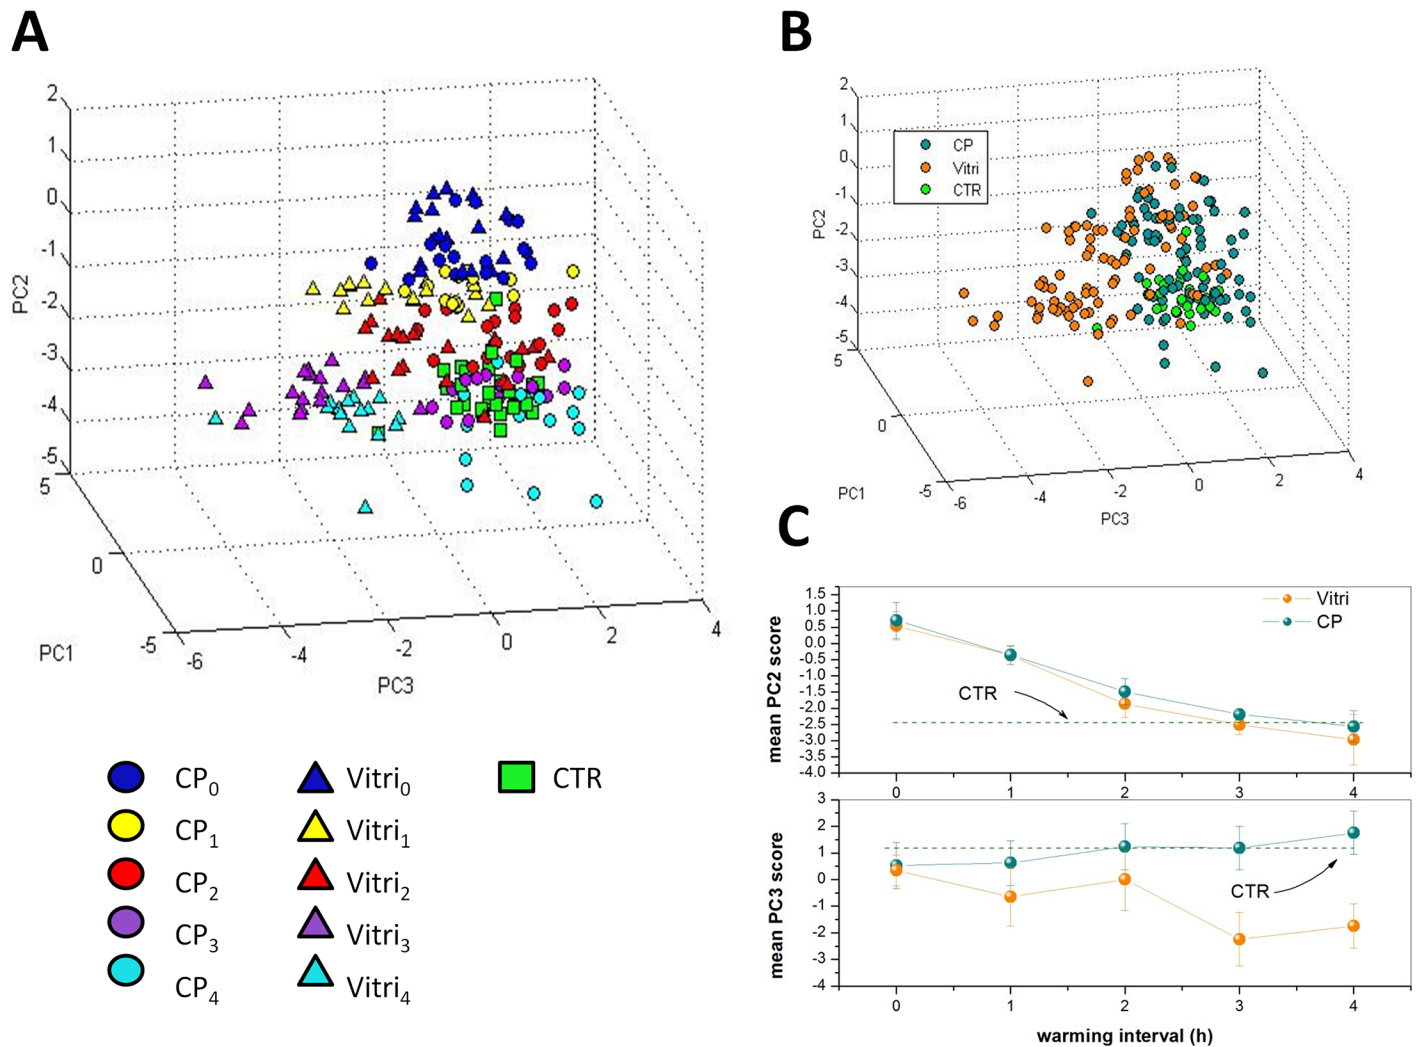 A
2
1
0
-1
-2
-3
-4
-5
PC2
5
0
-5
PC1
-6
-4
-2
0
2
4
PC3
CP0
CP1
CP2
CP3
CP4
Vitri0
Vitri1
Vitri2
Vitri3
Vitri4
CTR
B
2
1
0
-1
-2
-3
-4
-5
PC2
CP
Vitri
CTR
5
0
-5
PC1
-6
-4
-2
0
2
4
PC3
C
1.5
1.0
0.5
0.0
-0.5
-1.0
-1.5
-2.0
-2.5
-3.0
-3.5
-4.0
mean PC2 score
CTR
Vitri
CP
0 1 2 3 4
3
2
1
0
-1
-2
-3
-4
mean PC3 score
CTR
0 1 2 3 4
warming interval (h)